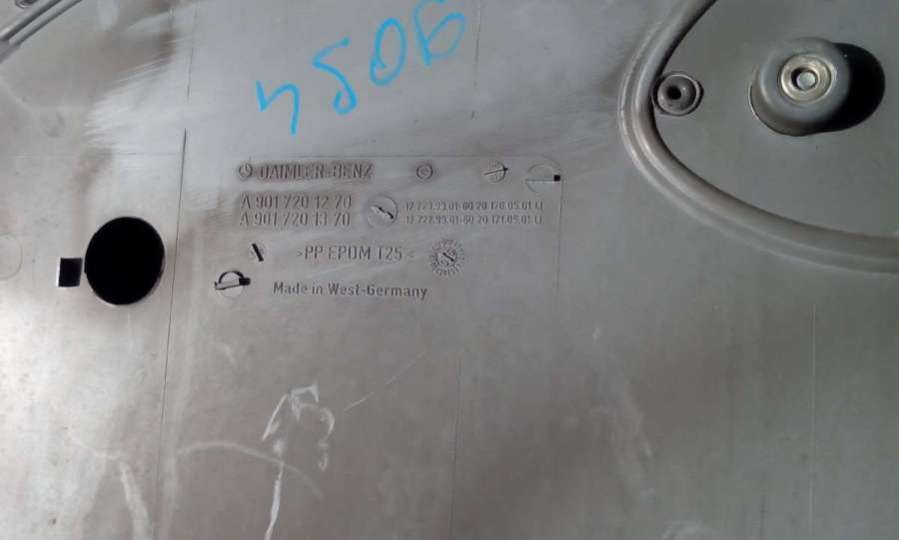 4506
DAIMLER-BENZ
A 901 720 12 70
A 901 720 13 70
>PP EPDM T25<
Made in West-Germany